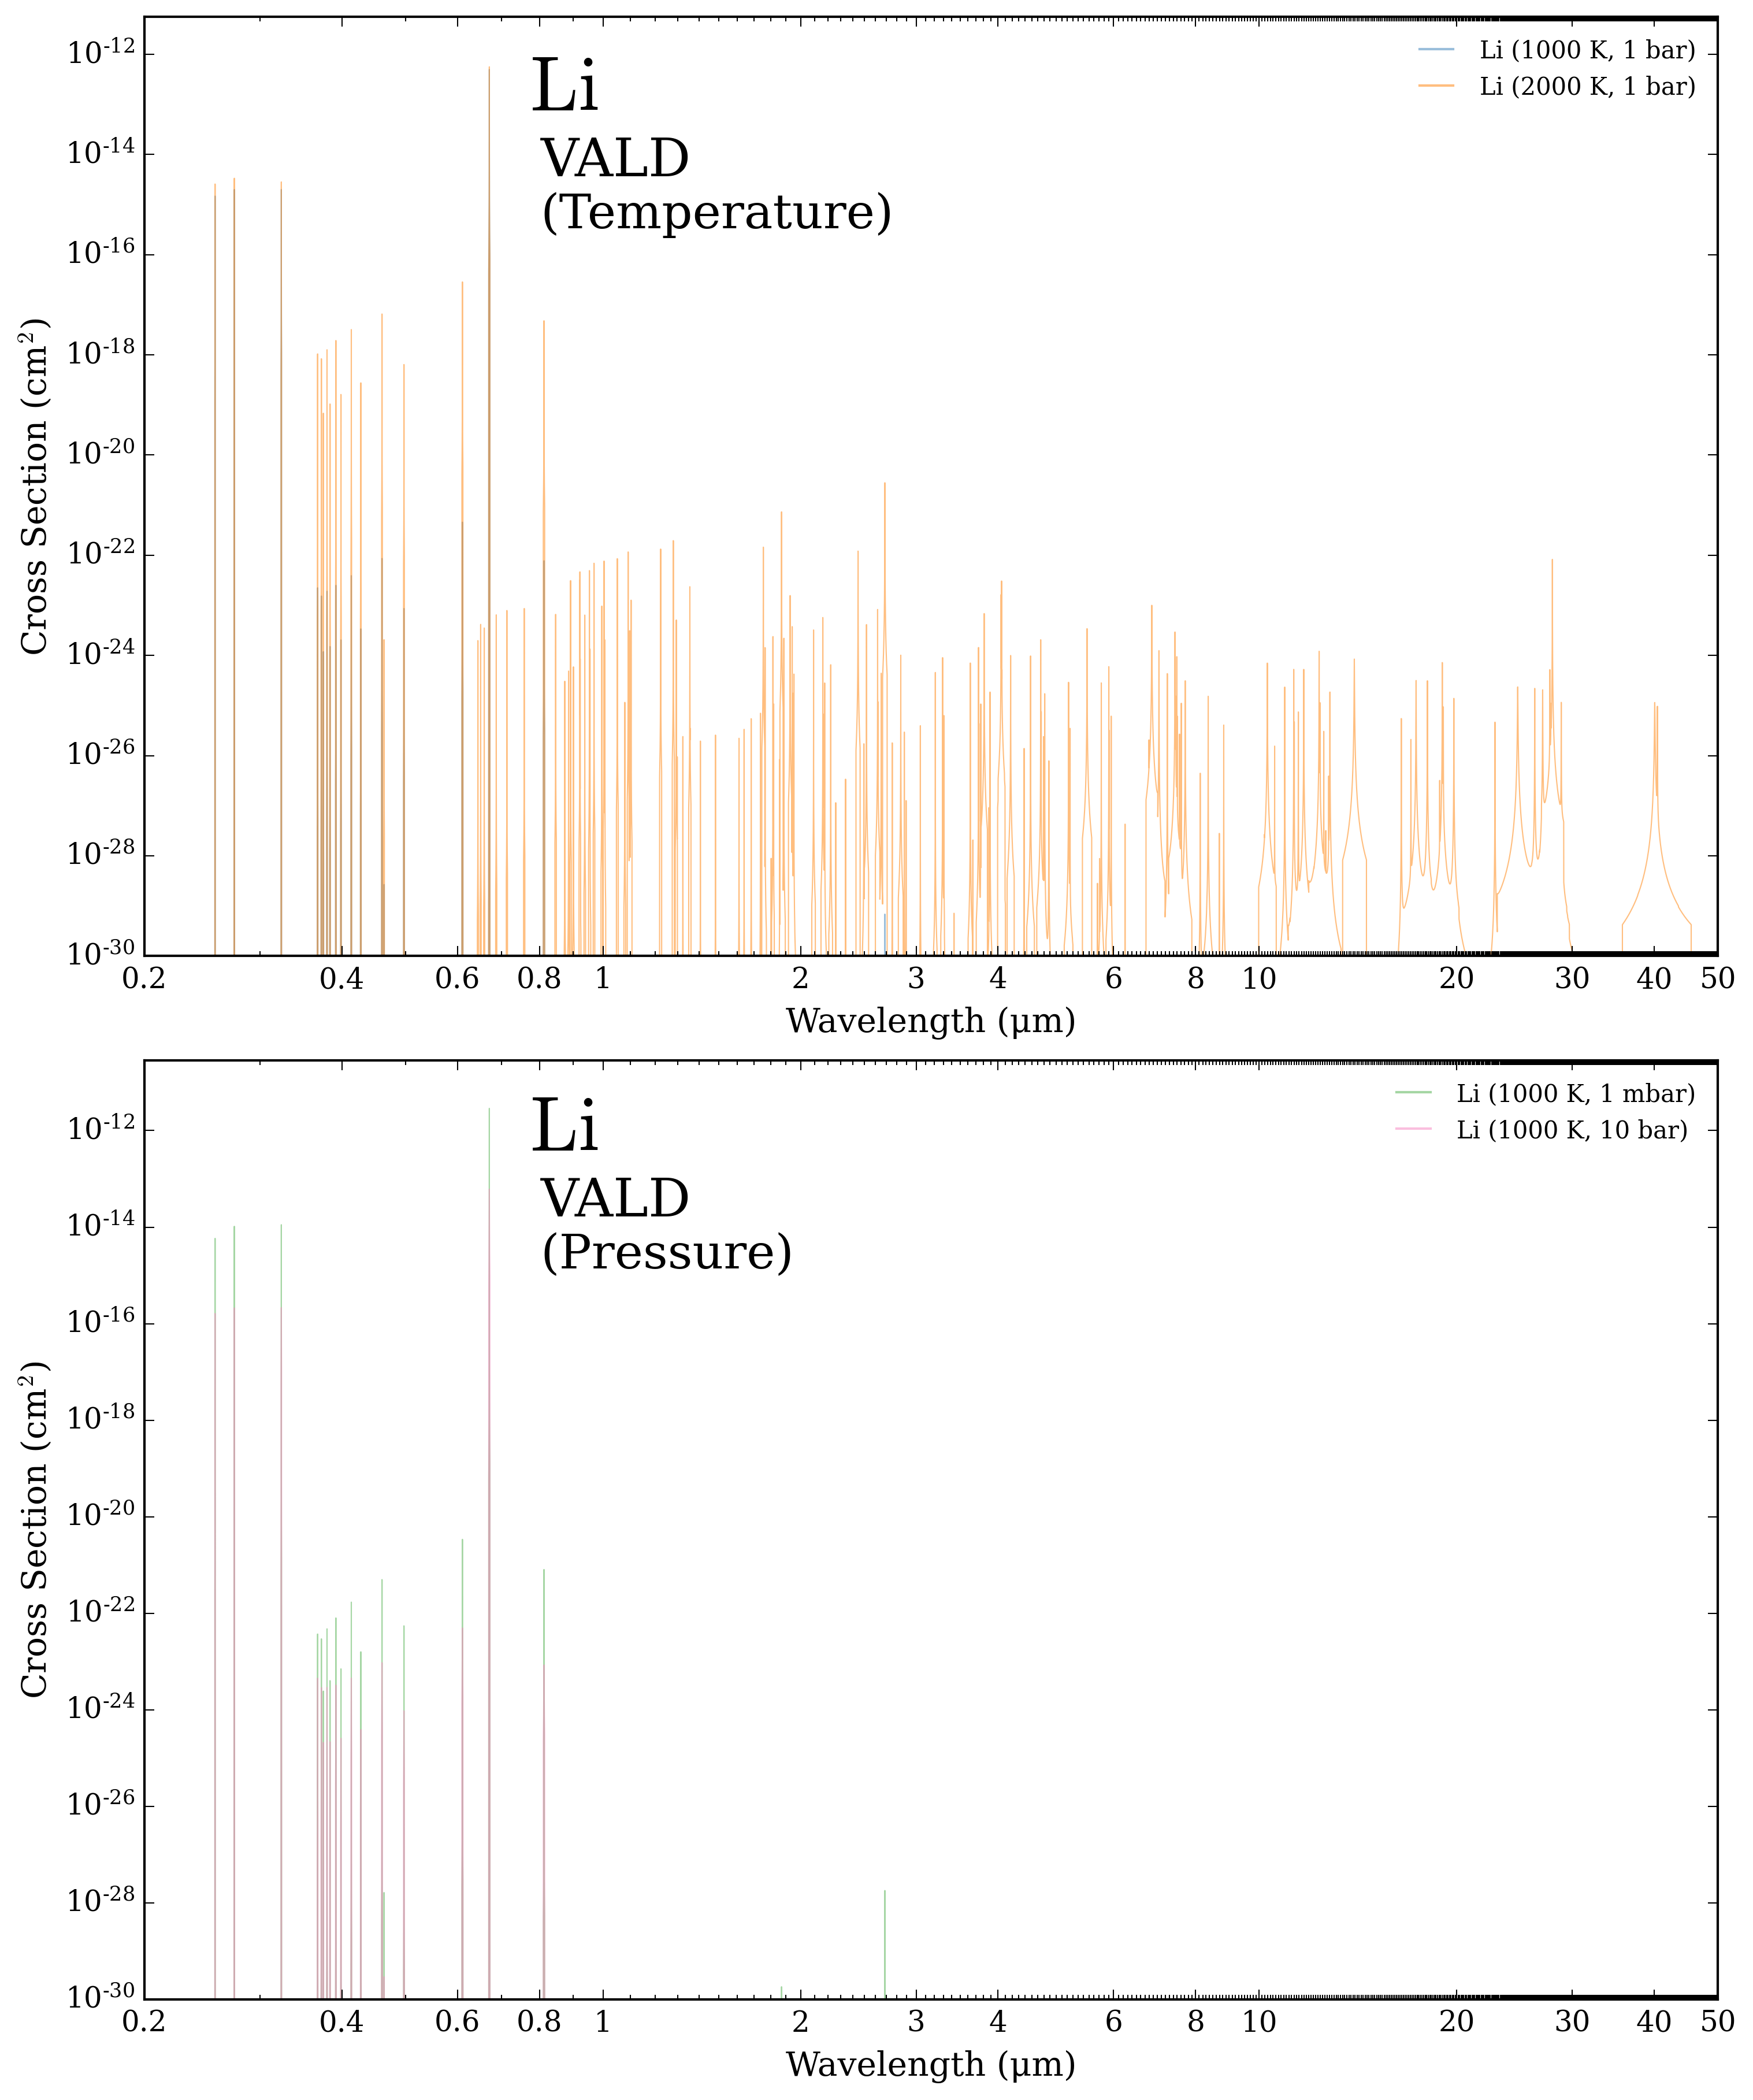 Li
VALD
(Temperature)
Li (1000 K, 1 bar)
Li (2000 K, 1 bar)
Cross Section (cm²)
10⁻¹²
10⁻¹⁴
10⁻¹⁶
10⁻¹⁸
10⁻²⁰
10⁻²²
10⁻²⁴
10⁻²⁶
10⁻²⁸
10⁻³⁰
0.2 0.4 0.6 0.8 1 2 3 4 6 8 10 20 30 40 50
Wavelength (μm)
Li
VALD
(Pressure)
Li (1000 K, 1 mbar)
Li (1000 K, 10 bar)
Cross Section (cm²)
10⁻¹²
10⁻¹⁴
10⁻¹⁶
10⁻¹⁸
10⁻²⁰
10⁻²²
10⁻²⁴
10⁻²⁶
10⁻²⁸
10⁻³⁰
0.2 0.4 0.6 0.8 1 2 3 4 6 8 10 20 30 40 50
Wavelength (μm)